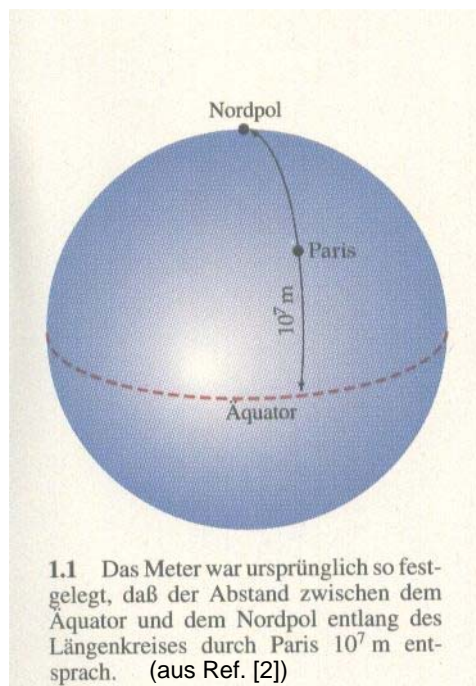 Nordpol
Paris
10⁷ m
Äquator
1.1 Das Meter war ursprünglich so fest-
gelegt, daß der Abstand zwischen dem
Äquator und dem Nordpol entlang des
Längenkreises durch Paris 10⁷ m ent-
sprach. (aus Ref. [2])